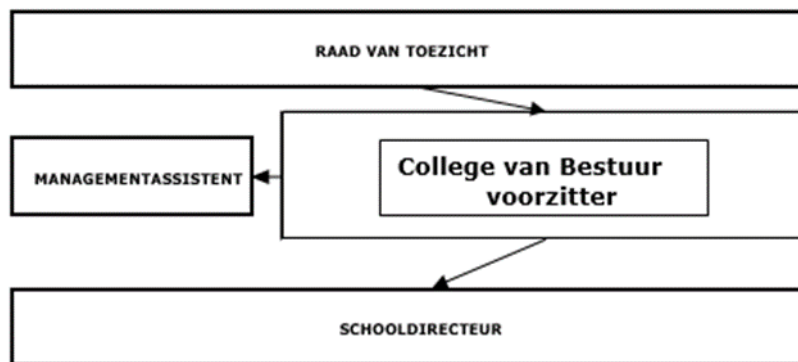 RAAD VAN TOEZICHT
MANAGEMENTASSISTENT
College van Bestuur
voorzitter
SCHOOLDIRECTEUR